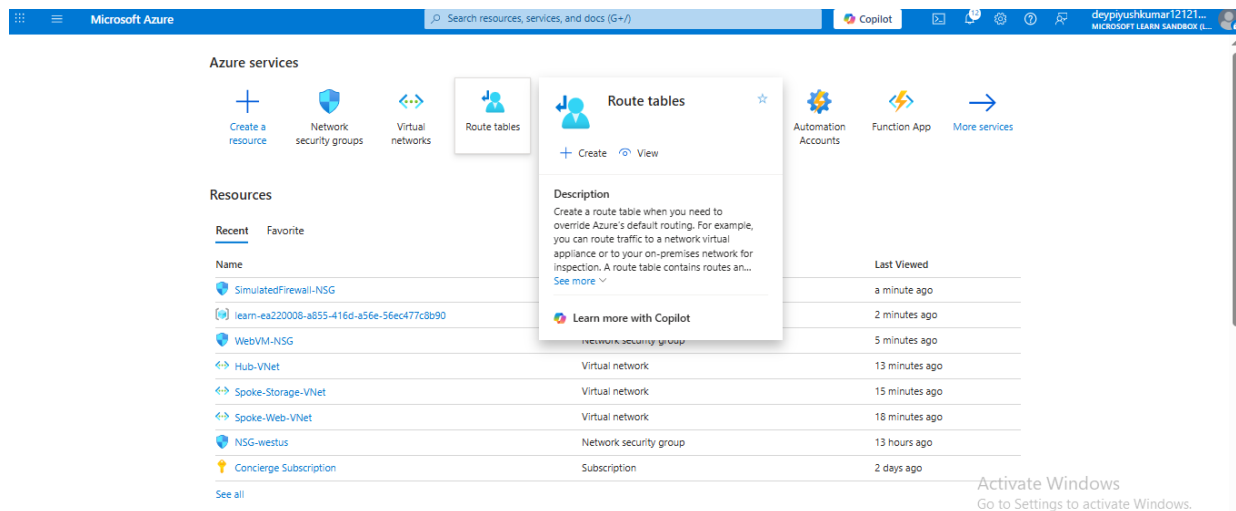 Microsoft Azure
Search resources, services, and docs (G+/)
Copilot
12
deypiyushkumar12121...
MICROSOFT LEARN SANDBOX (L...
Azure services
Create a
resource
Network
security groups
Virtual
networks
Route tables
Route tables
Create
View
Description
Create a route table when you need to
override Azure's default routing. For example,
you can route traffic to a network virtual
appliance or to your on-premises network for
inspection. A route table contains routes an...
See more
Learn more with Copilot
Automation
Accounts
Function App
More services
Resources
Recent Favorite
Name Last Viewed
SimulatedFirewall-NSG a minute ago
learn-ea220008-a855-416d-a56e-56ec477c8b90 2 minutes ago
WebVM-NSG Network security group 5 minutes ago
Hub-VNet Virtual network 13 minutes ago
Spoke-Storage-VNet Virtual network 15 minutes ago
Spoke-Web-VNet Virtual network 18 minutes ago
NSG-westus Network security group 13 hours ago
Concierge Subscription Subscription 2 days ago
See all
Activate Windows
Go to Settings to activate Windows.